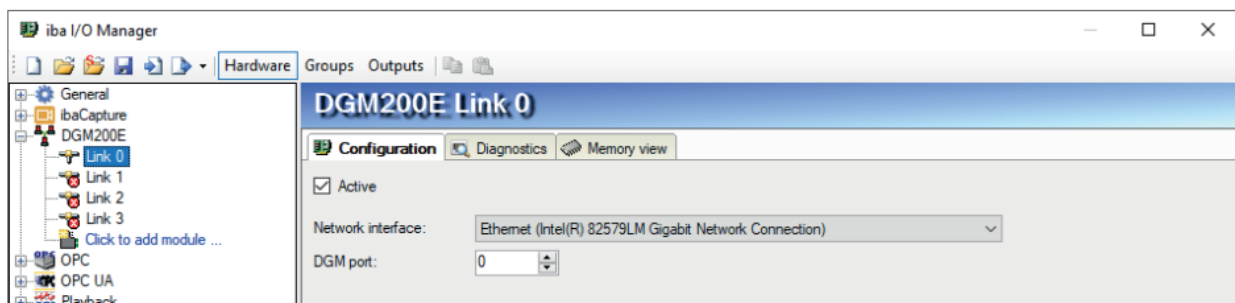 iba I/O Manager
Hardware Groups Outputs
General
ibaCapture
DGM200E
Link 0
Link 1
Link 2
Link 3
Click to add module ...
OPC
OPC UA
Playback
DGM200E Link 0
Configuration Diagnostics Memory view
Active
Network interface: Ethernet (Intel(R) 82579LM Gigabit Network Connection)
DGM port: 0